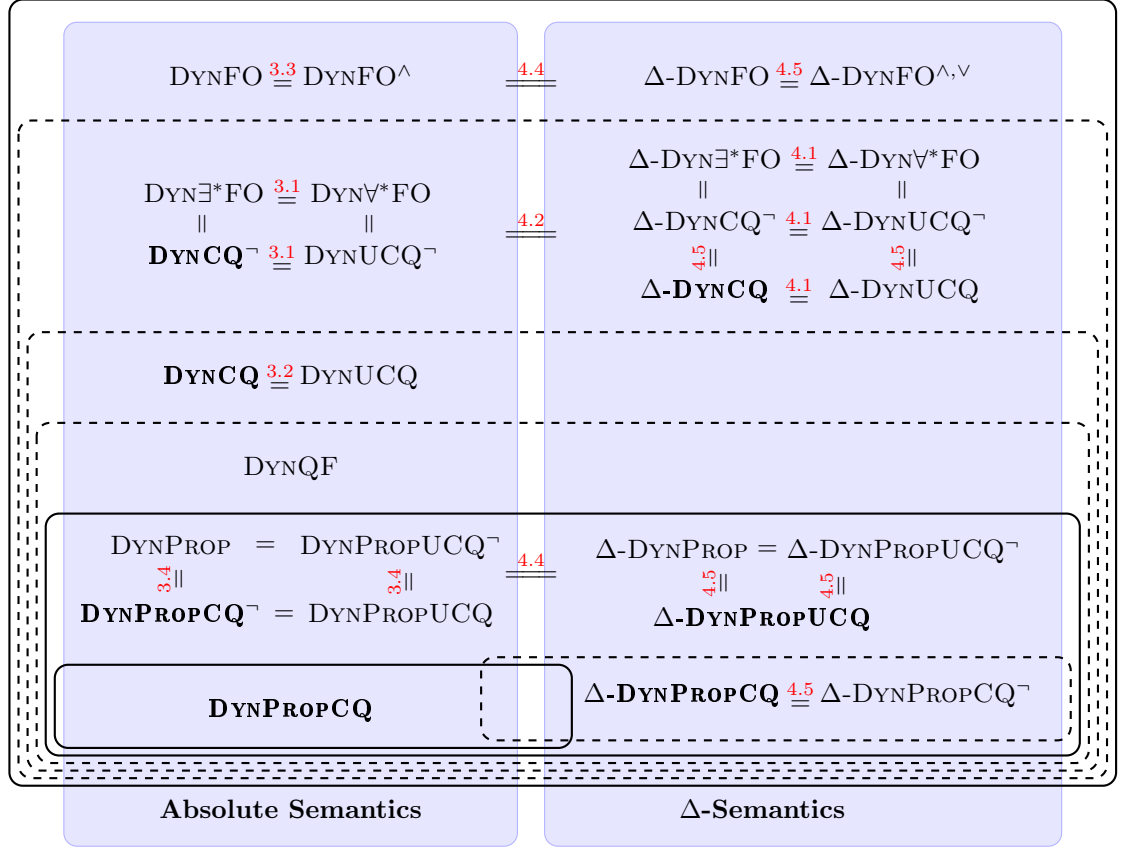 DynFO 3.3= DynFO^∧ 4.4= Δ-DynFO 4.5= Δ-DynFO^∧,∨
Δ-Dyn∃*FO 4.1= Δ-Dyn∀*FO
Dyn∃*FO 3.1= Dyn∀*FO
= = 4.2= = =
Δ-DynCQ¬ 4.1= Δ-DynUCQ¬
DynCQ¬ 3.1= DynUCQ¬
4.5= 4.5=
Δ-DynCQ 4.1= Δ-DynUCQ
DynCQ 3.2= DynUCQ
DynQF
DynProp = DynPropUCQ¬ 4.4= Δ-DynProp = Δ-DynPropUCQ¬
3.4= 3.4= 4.5= 4.5=
DynPropCQ¬ = DynPropUCQ Δ-DynPropUCQ
DynPropCQ Δ-DynPropCQ 4.5= Δ-DynPropCQ¬
Absolute Semantics Δ-Semantics